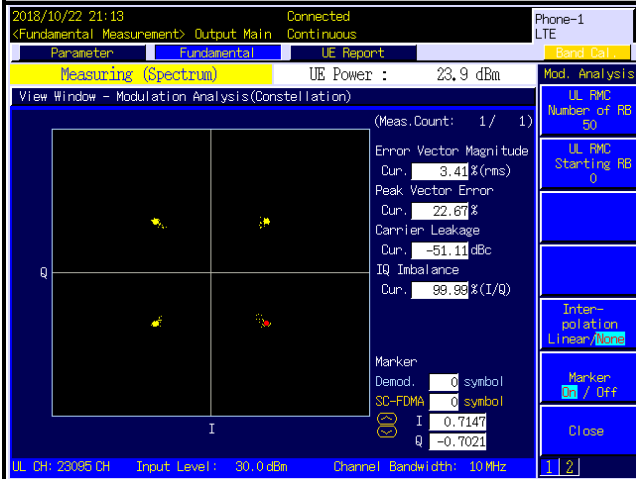 2018/10/22 21:13 Connected Phone-1
<Fundamental Measurement> Output Main Continuous LTE
Parameter Fundamental UE Report Band Cal.
Measuring (Spectrum) UE Power : 23.9 dBm Mod. Analysis
View Window - Modulation Analysis(Constellation)
UL RMC
Number of RB
50
(Meas.Count: 1/ 1)
Error Vector Magnitude
Cur. 3.41 %(rms)
Peak Vector Error
Cur. 22.67 %
Carrier Leakage
Cur. -51.11 dBc
IQ Imbalance
Cur. 99.99 %(I/Q)
UL RMC
Starting RB
0
Q
I
Marker
Demod. 0 symbol
SC-FDMA 0 symbol
I 0.7147
Q -0.7021
Inter-
polation
Linear/None
Marker
On / Off
Close
UL CH: 23095 CH Input Level: 30.0 dBm Channel Bandwidth: 10 MHz 1 2